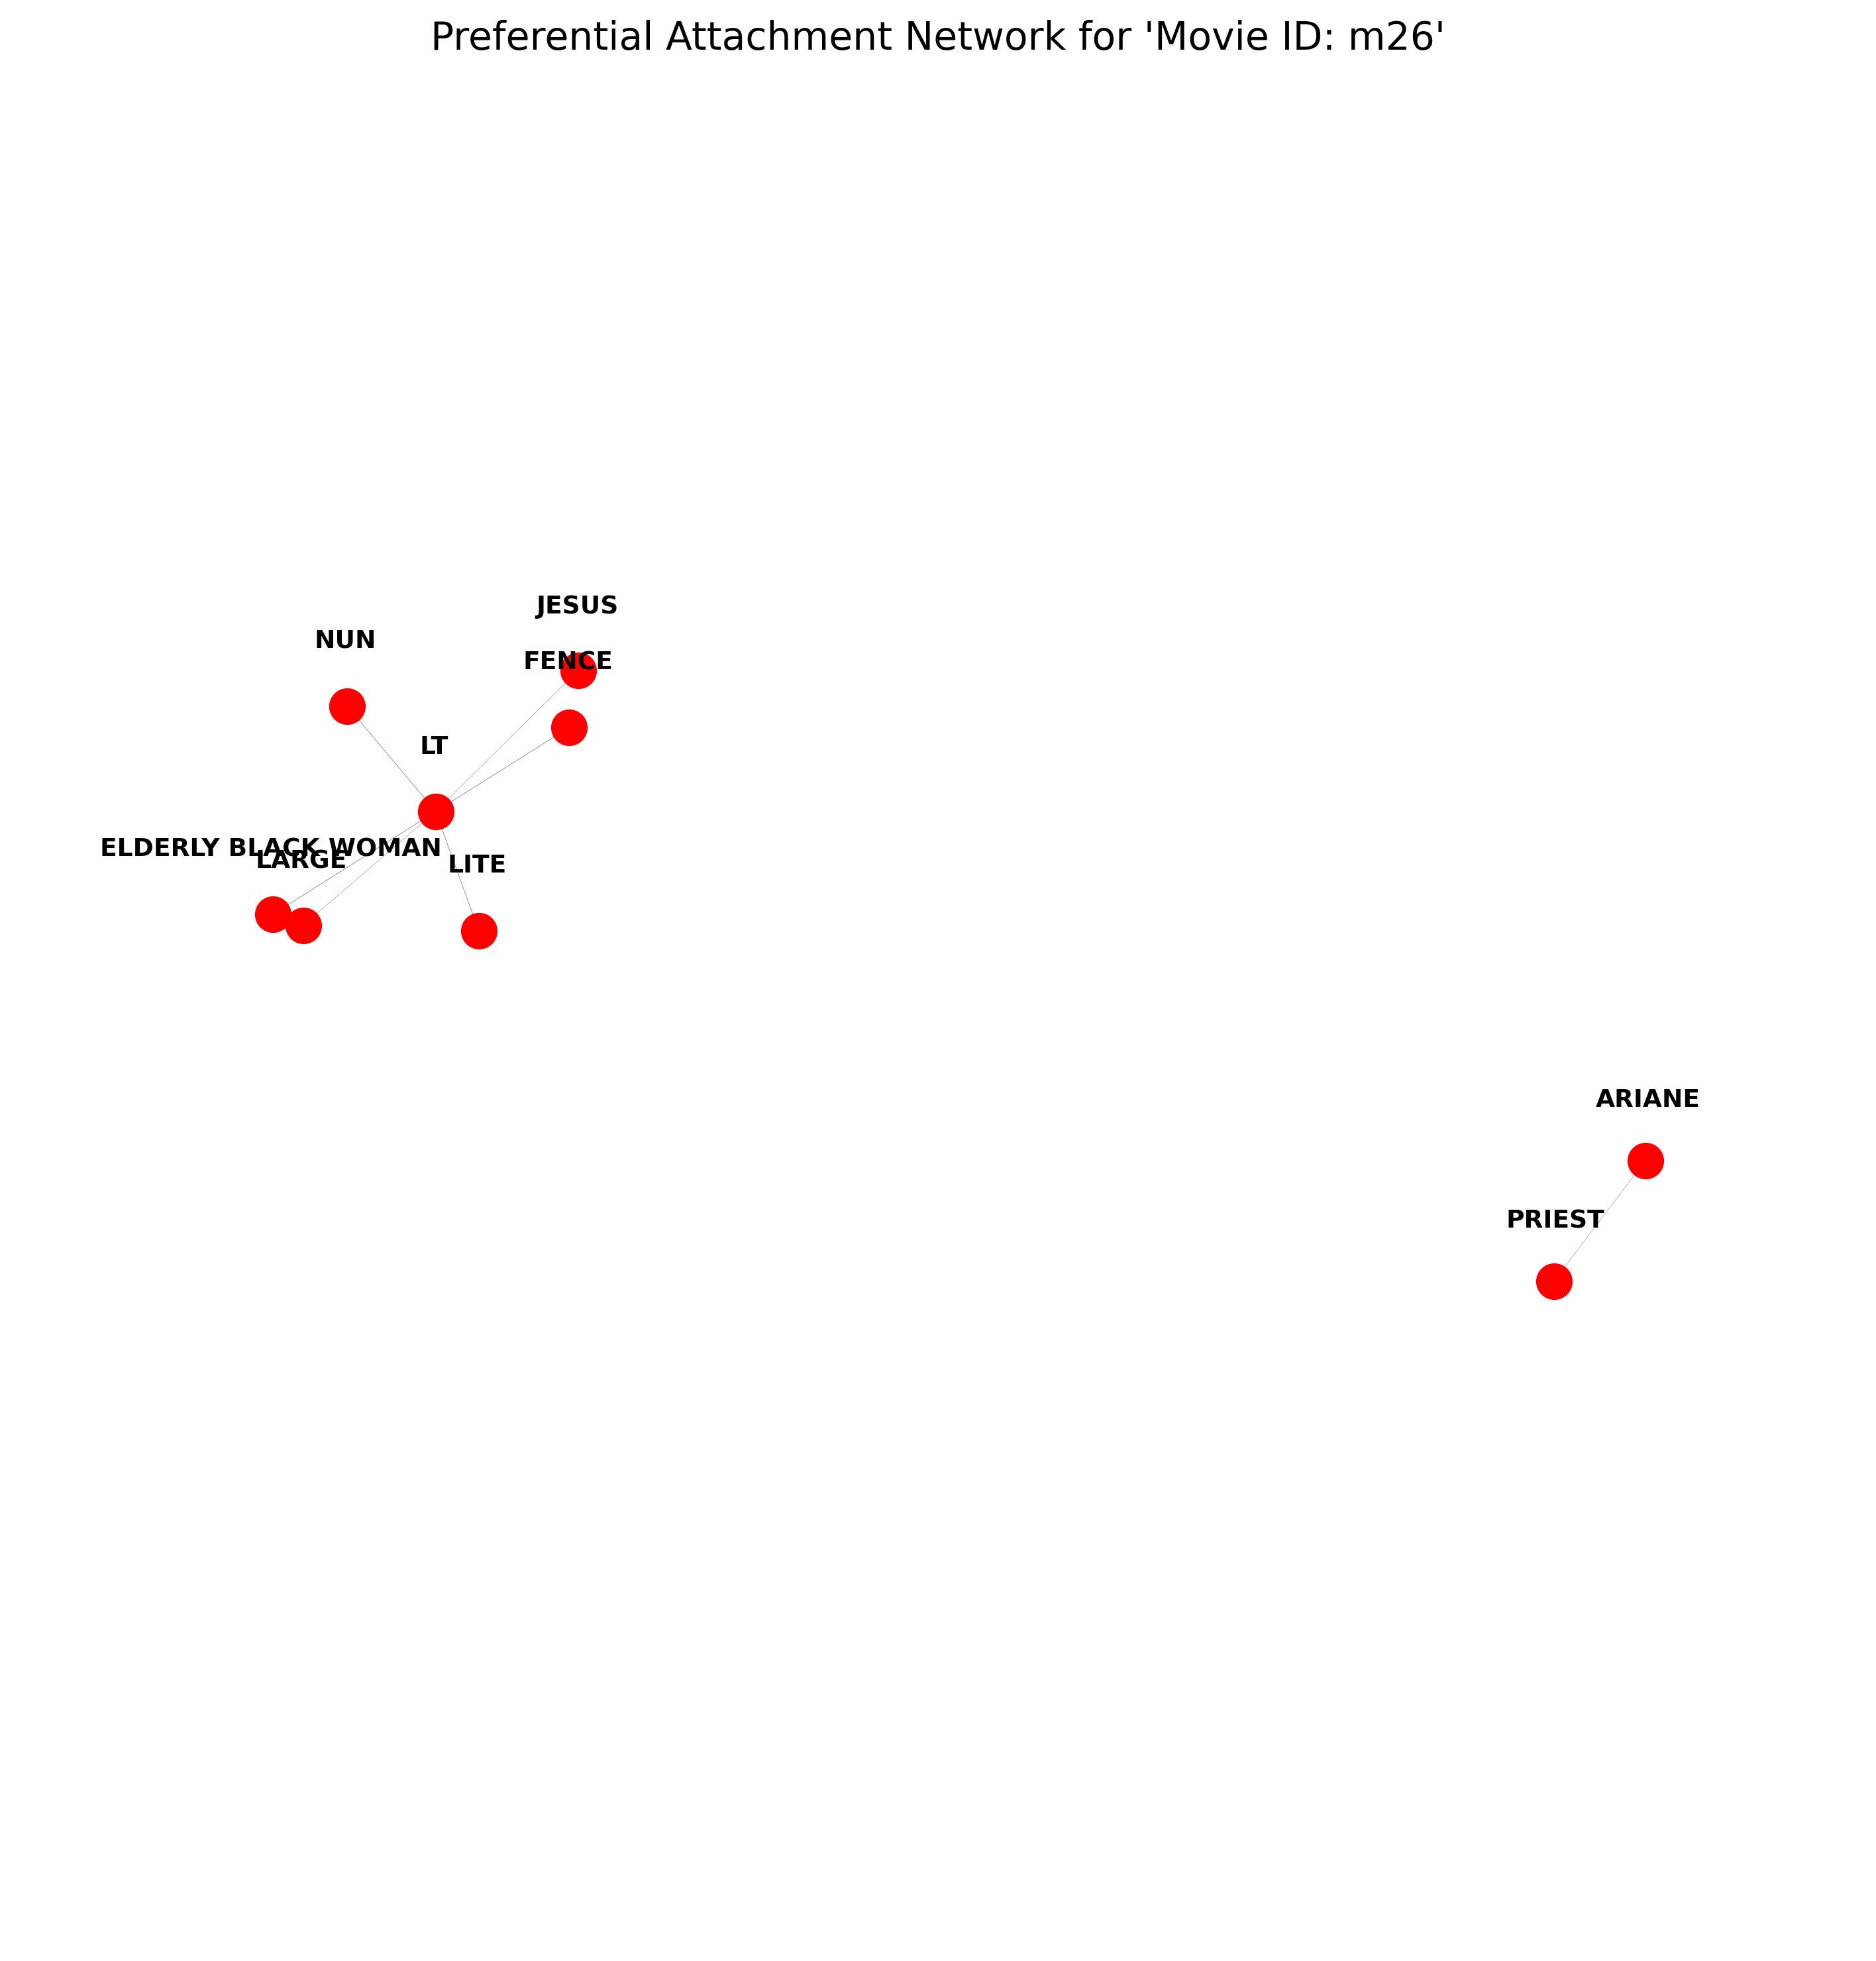 Preferential Attachment Network for 'Movie ID: m26'
JESUS
NUN
FENCE
LT
ELDERLY BLACK WOMAN
LARGE
LITE
ARIANE
PRIEST